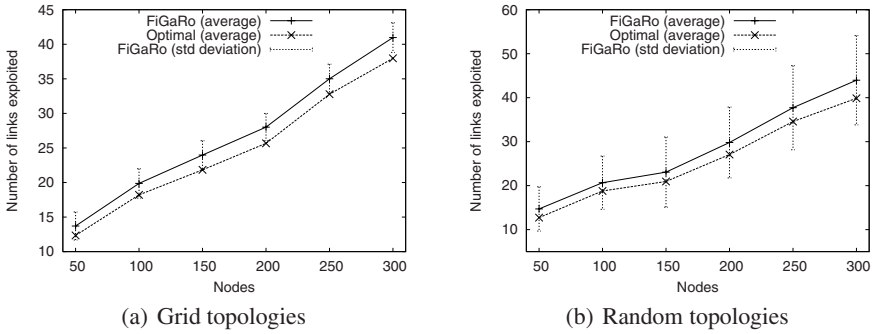 FiGaRo (average)
Optimal (average)
FiGaRo (std deviation)
45
40
35
30
25
20
15
10
Number of links exploited
50 100 150 200 250 300
Nodes
(a) Grid topologies
FiGaRo (average)
Optimal (average)
FiGaRo (std deviation)
60
50
40
30
20
10
Number of links exploited
50 100 150 200 250 300
Nodes
(b) Random topologies